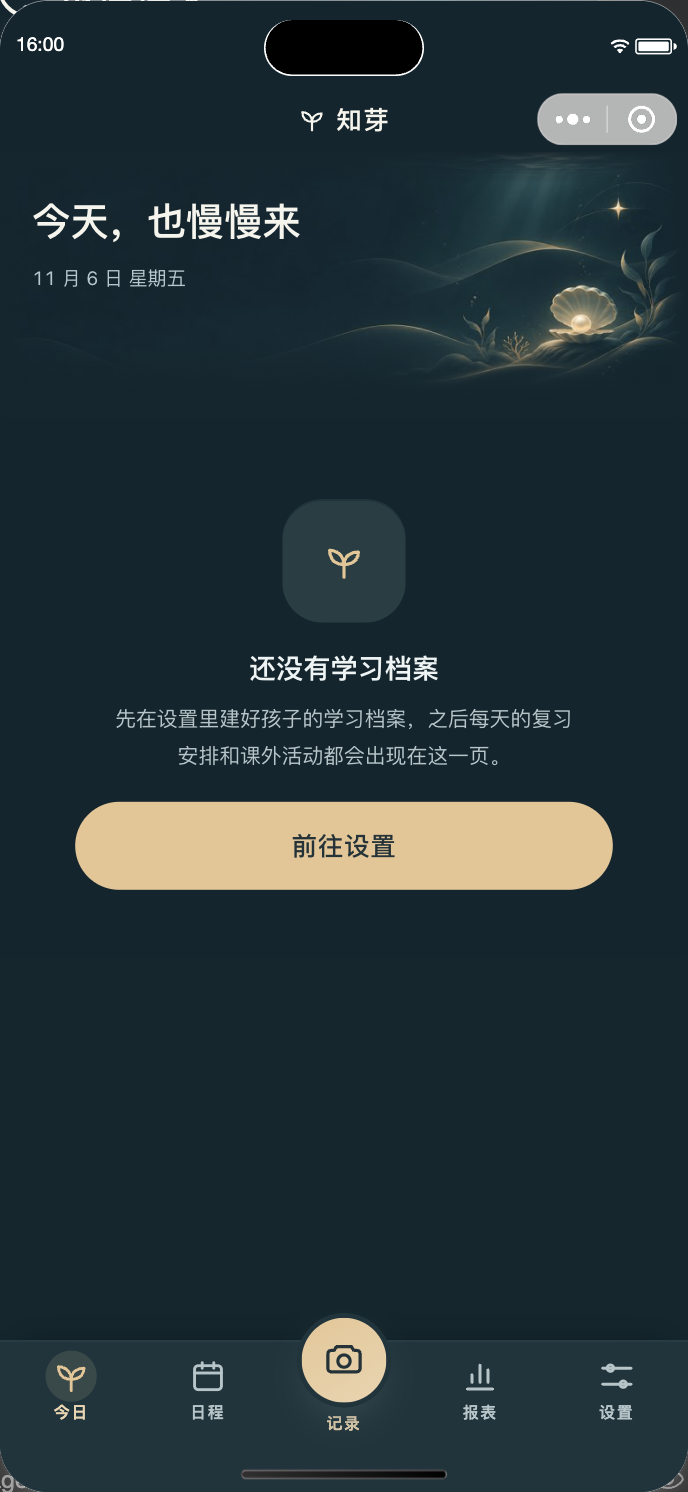 16:00
知芽
今天，也慢慢来
11 月 6 日 星期五
还没有学习档案
先在设置里建好孩子的学习档案，之后每天的复习
安排和课外活动都会出现在这一页。
前往设置
今日
日程
记录
报表
设置